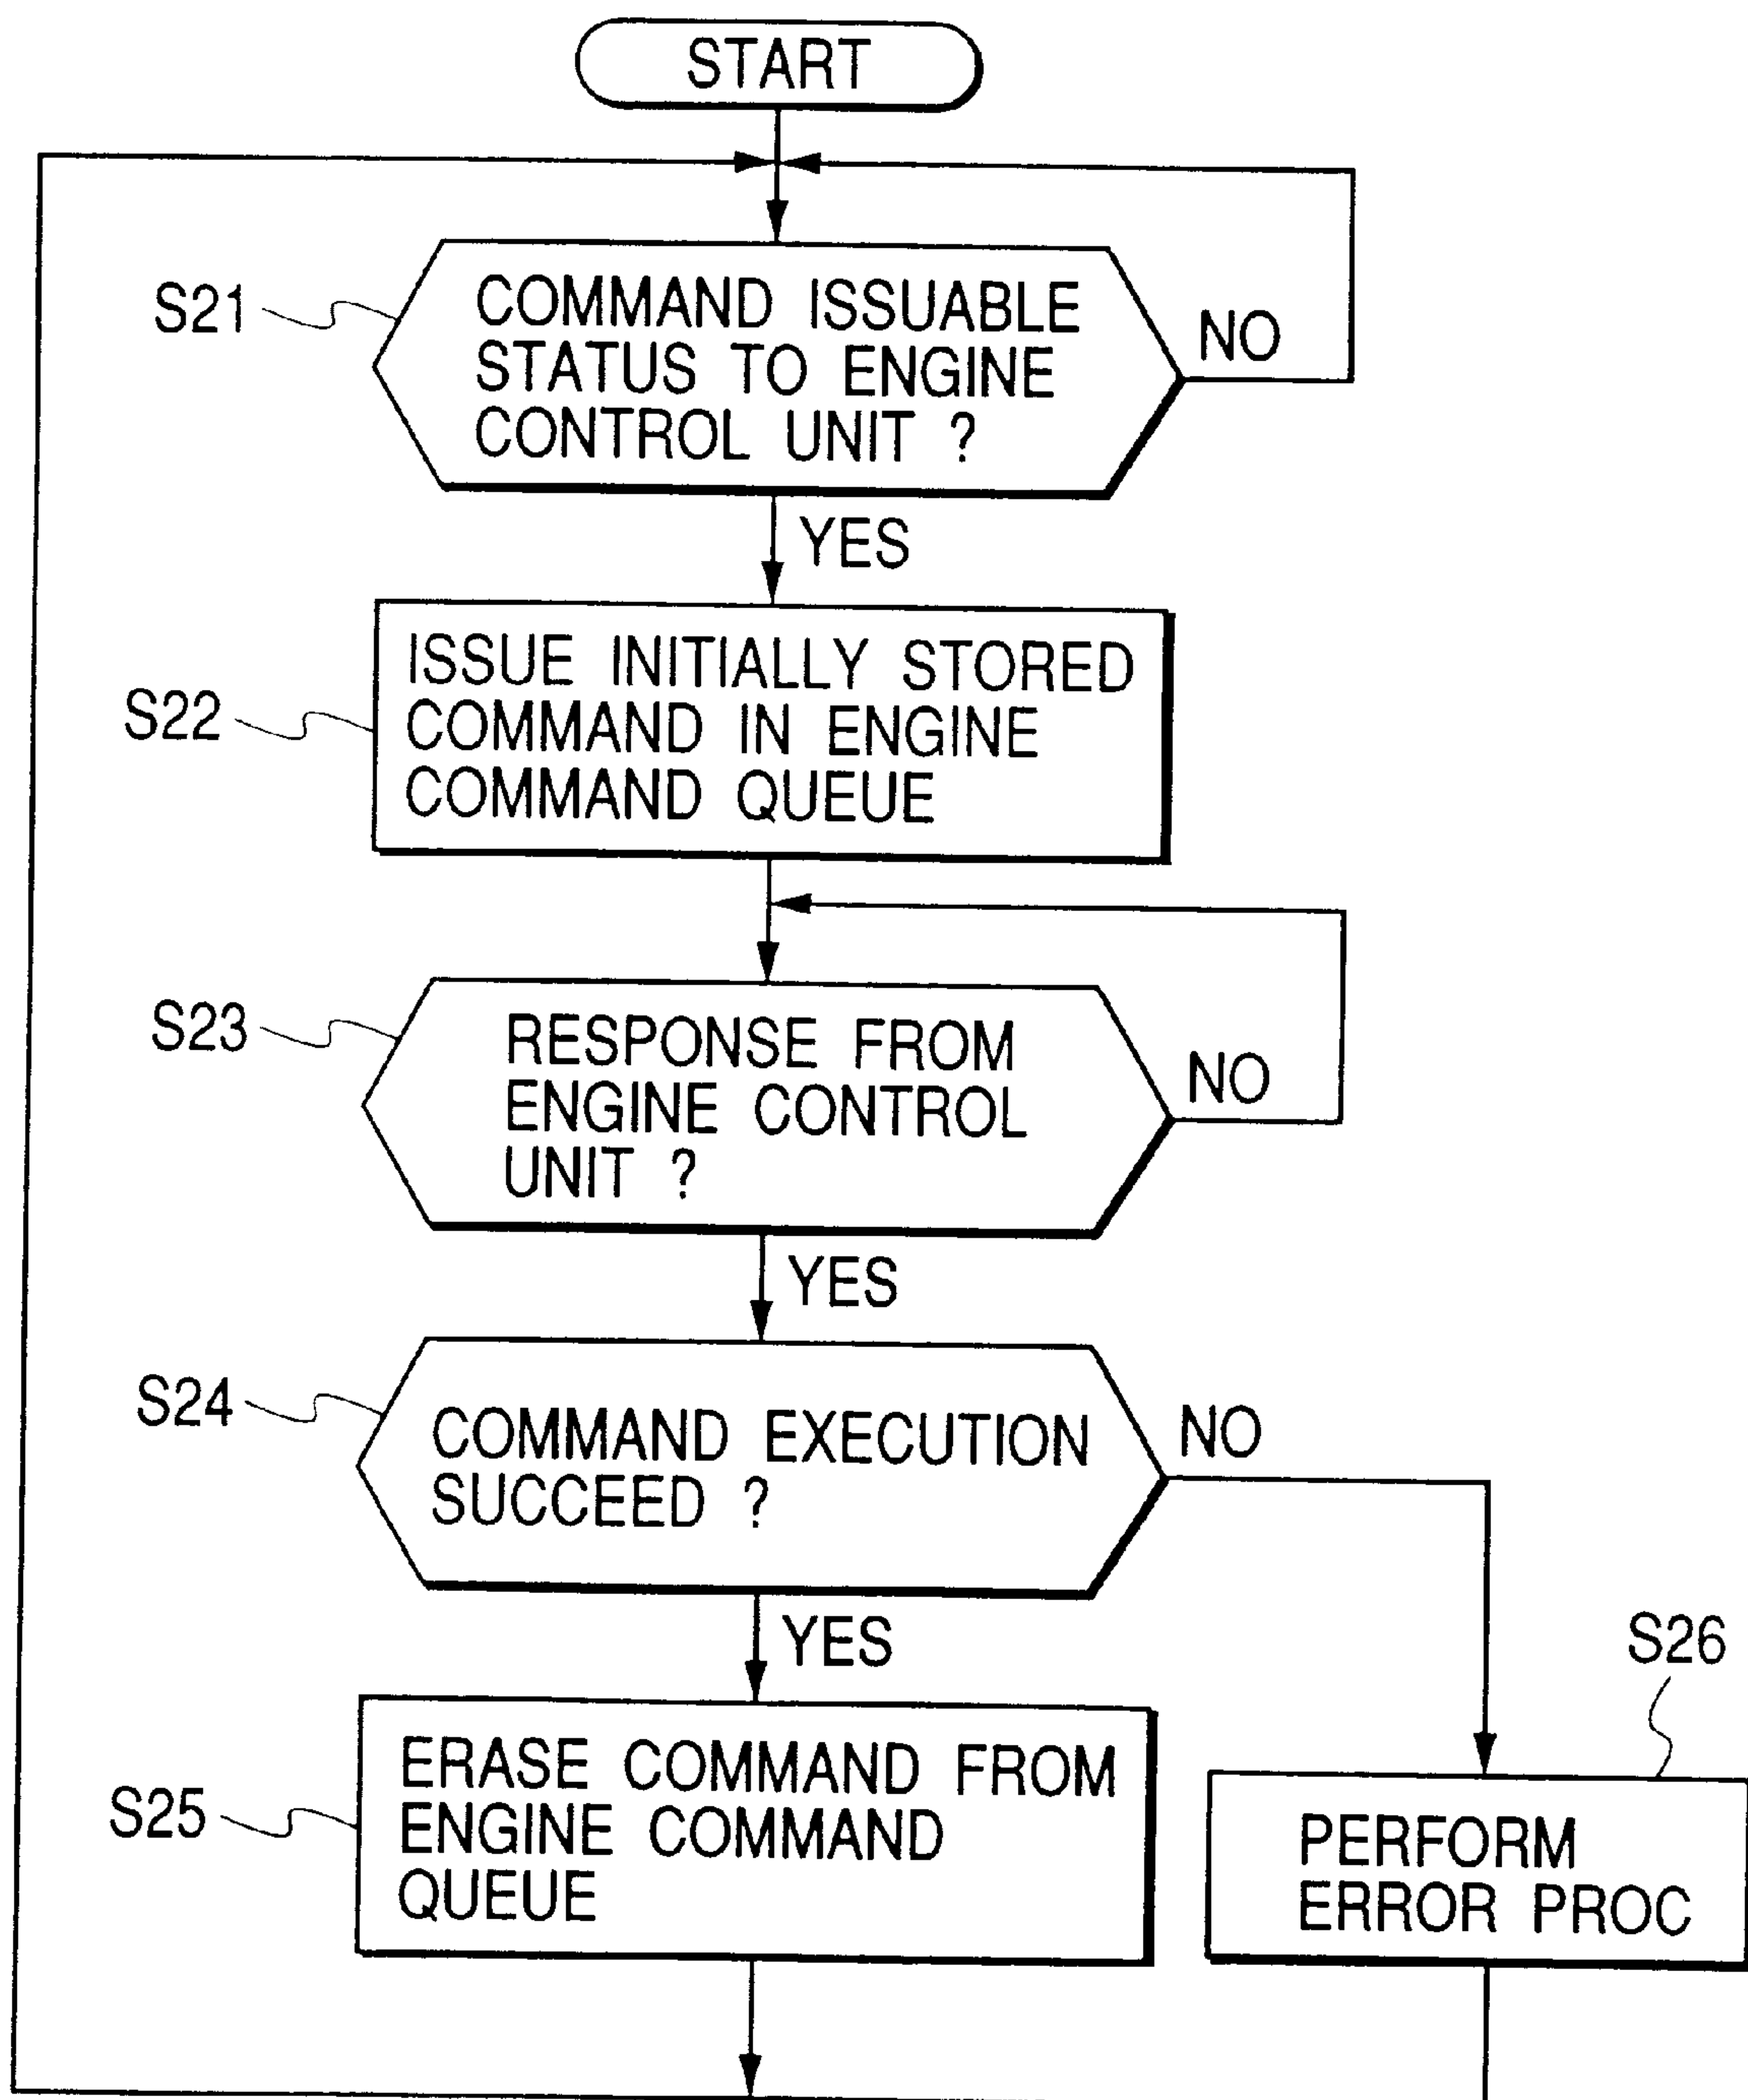 START
S21
COMMAND ISSUABLE
STATUS TO ENGINE
CONTROL UNIT ?
NO
YES
S22
ISSUE INITIALLY STORED
COMMAND IN ENGINE
COMMAND QUEUE
S23
RESPONSE FROM
ENGINE CONTROL
UNIT ?
NO
YES
S24
COMMAND EXECUTION
SUCCEED ?
NO
YES
S26
S25
ERASE COMMAND FROM
ENGINE COMMAND
QUEUE
PERFORM
ERROR PROC